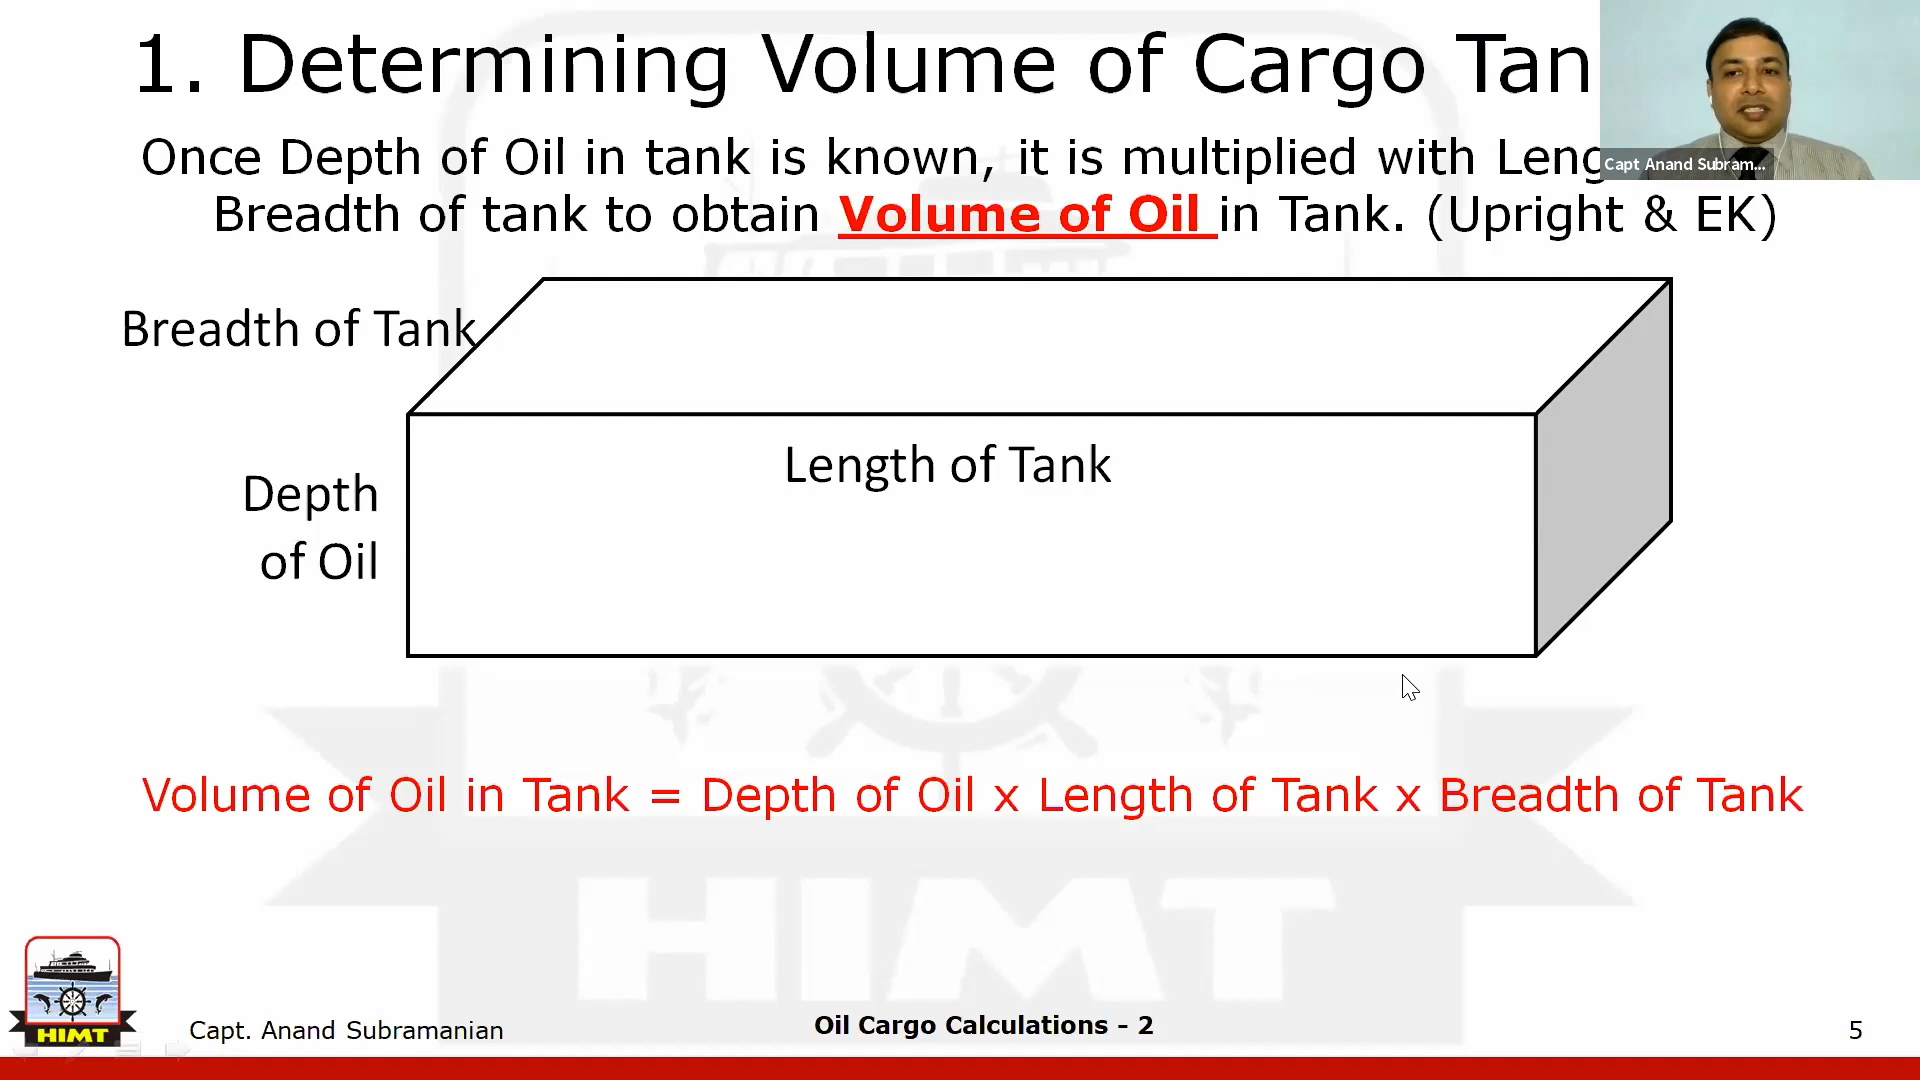 1. Determining Volume of Cargo Tan
Once Depth of Oil in tank is known, it is multiplied with Leng
Capt Anand Subram...
Breadth of tank to obtain Volume of Oil in Tank. (Upright & EK)
Breadth of Tank
Length of Tank
Depth
of Oil
Volume of Oil in Tank = Depth of Oil x Length of Tank x Breadth of Tank
HIMT
HIMT
Capt. Anand Subramanian
Oil Cargo Calculations – 2
5